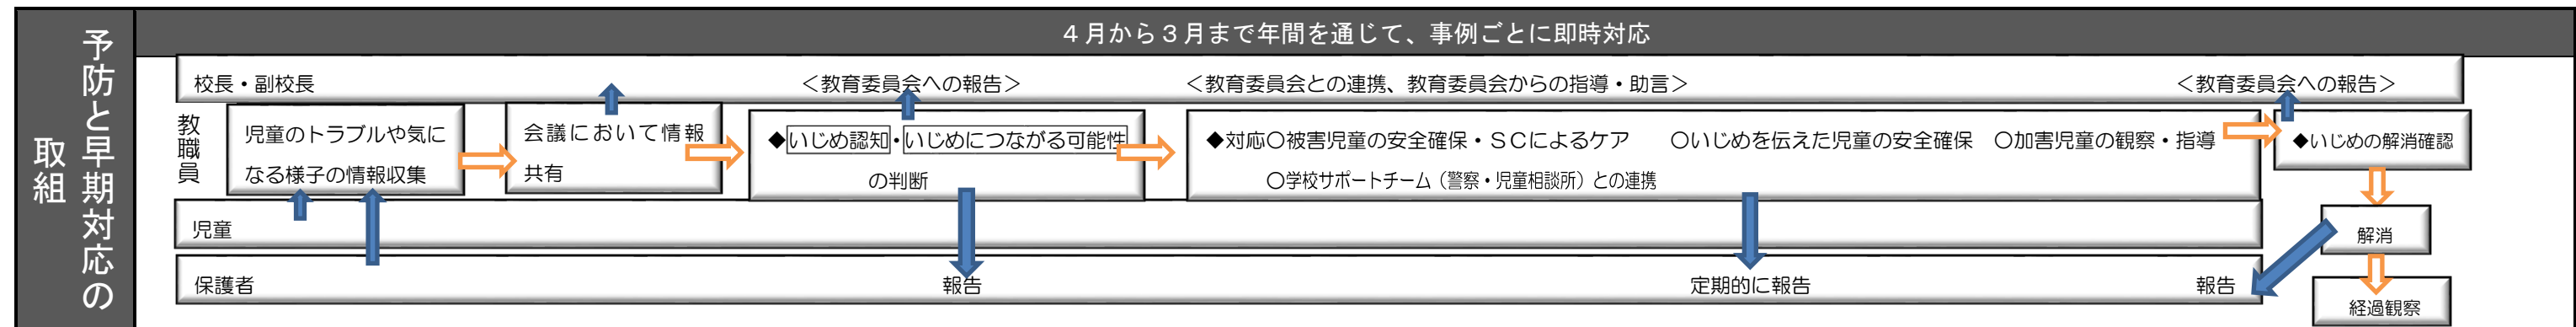 予防と早期対応の
取組
４月から３月まで年間を通じて、事例ごとに即時対応
校長・副校長
＜教育委員会への報告＞
＜教育委員会との連携、教育委員会からの指導・助言＞
＜教育委員会への報告＞
教職員
児童のトラブルや気に
なる様子の情報収集
会議において情報
共有
◆いじめ認知・いじめにつながる可能性
の判断
◆対応〇被害児童の安全確保・ＳＣによるケア　〇いじめを伝えた児童の安全確保　〇加害児童の観察・指導
〇学校サポートチーム（警察・児童相談所）との連携
◆いじめの解消確認
児童
解消
保護者
報告
定期的に報告
報告
経過観察